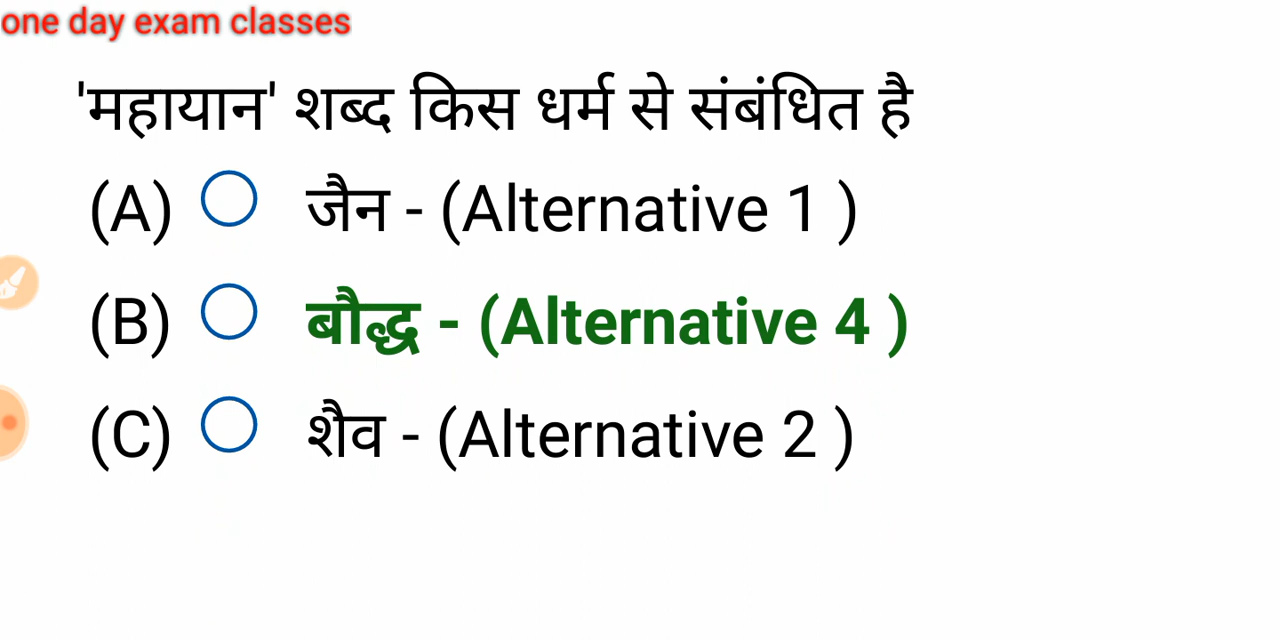 one day exam classes
'महायान' शब्द किस धर्म से संबंधित है
(A) जैन - (Alternative 1 )
(B) बौद्ध - (Alternative 4 )
(C) शैव - (Alternative 2 )